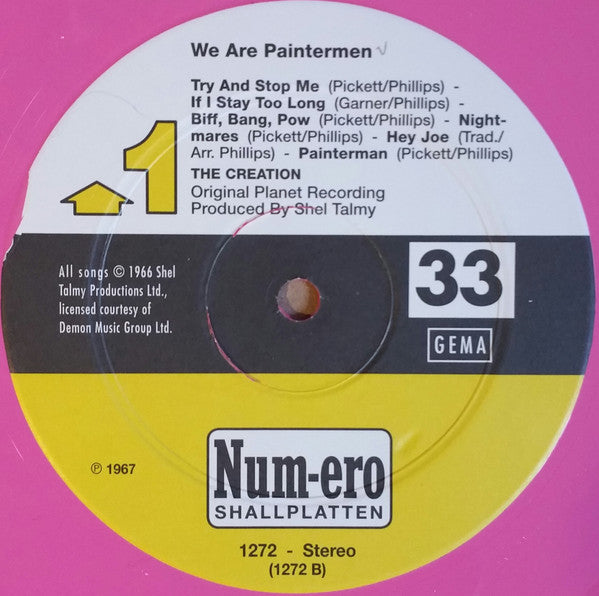 We Are Paintermen
Try And Stop Me (Pickett/Phillips) -
If I Stay Too Long (Garner/Phillips) -
Biff, Bang, Pow (Pickett/Phillips) - Night-
mares (Pickett/Phillips) - Hey Joe (Trad./
Arr. Phillips) - Painterman (Pickett/Phillips)
THE CREATION
Original Planet Recording
Produced By Shel Talmy
1
All songs © 1966 Shel
Talmy Productions Ltd.,
licensed courtesy of
Demon Music Group Ltd.
33
GEMA
℗ 1967
Num-ero
SHALLPLATTEN
1272 - Stereo
(1272 B)